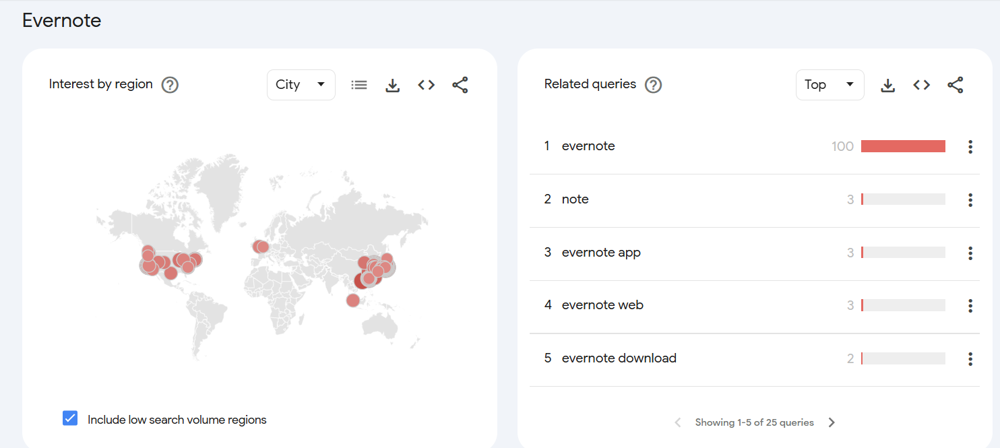 Evernote
Interest by region
City
Related queries
Top
1 evernote 100
2 note 3
3 evernote app 3
4 evernote web 3
5 evernote download 2
Include low search volume regions
Showing 1-5 of 25 queries